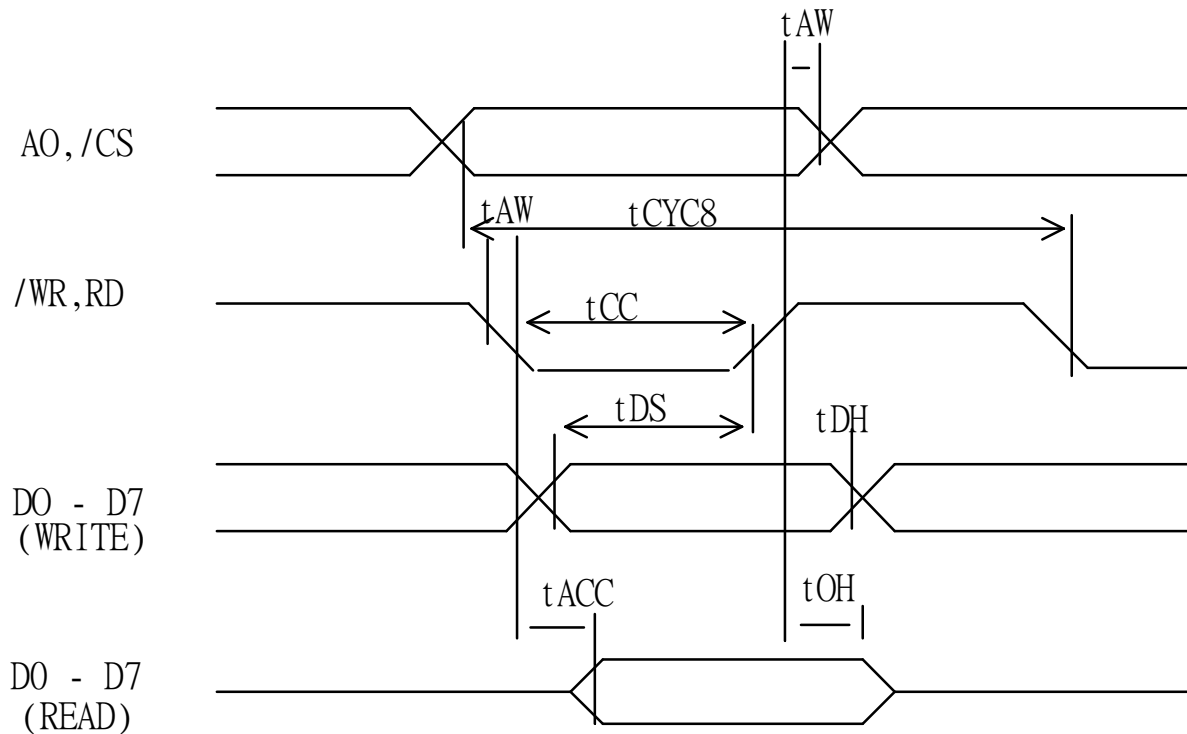 tAW
AO,/CS
tAW
tCYC8
/WR,RD
tCC
tDS
tDH
DO - D7
(WRITE)
tACC
tOH
DO - D7
(READ)